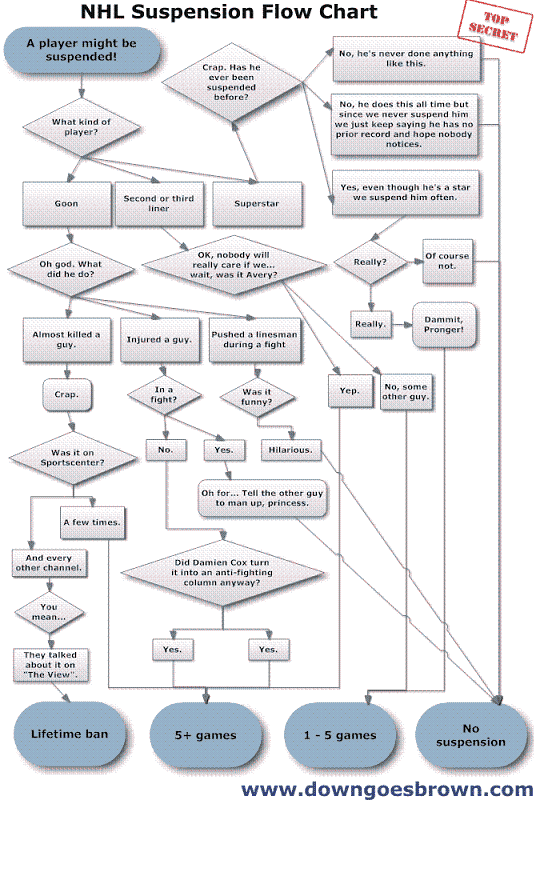 NHL Suspension Flow Chart
TOP
SECRET
A player might be
suspended!
Crap. Has he
ever been
suspended
before?
No, he's never done anything
like this.
What kind of
player?
No, he does this all time but
since we never suspend him
we just keep saying he has no
prior record and hope nobody
notices.
Goon
Second or third
liner
Superstar
Yes, even though he's a star
we suspend him often.
Oh god. What
did he do?
OK, nobody will
really care if we...
wait, was it Avery?
Really?
Of course
not.
Really.
Dammit,
Pronger!
Almost killed a
guy.
Injured a guy.
Pushed a linesman
during a fight
Crap.
In a
fight?
Was it
funny?
Yep.
No, some
other guy.
Was it on
Sportscenter?
No.
Yes.
Hilarious.
Oh for... Tell the other guy
to man up, princess.
A few times.
And every
other channel.
Did Damien Cox turn
it into an anti-fighting
column anyway?
You
mean...
They talked
about it on
"The View".
Yes.
Yes.
Lifetime ban
5+ games
1 - 5 games
No
suspension
www.downgoesbrown.com